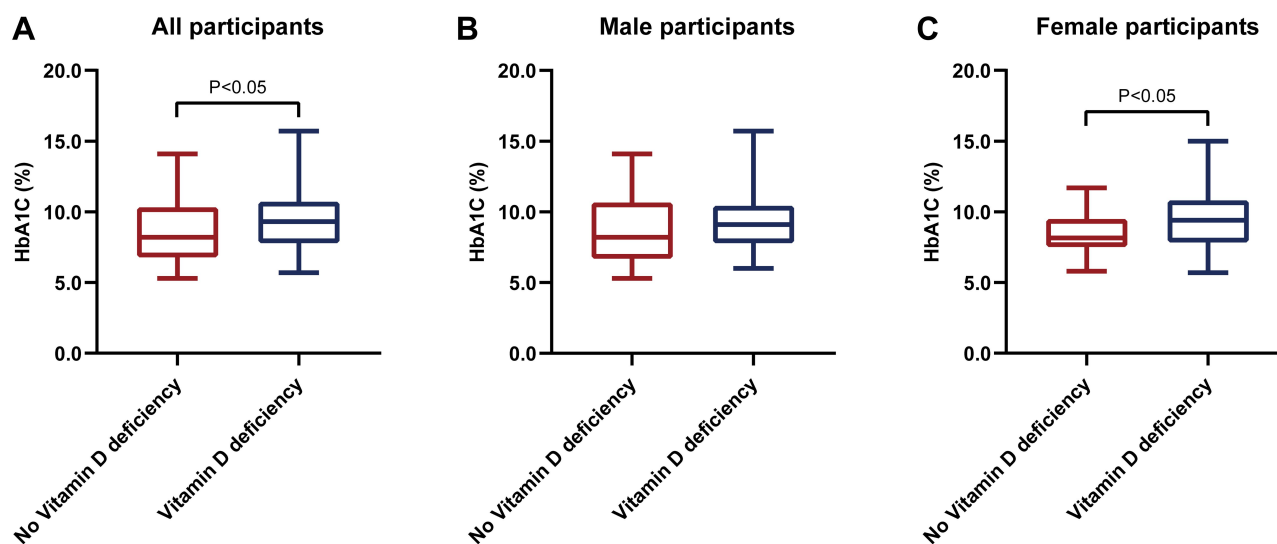 A
All participants
HbA1C (%)
20.0
15.0
10.0
5.0
0.0
P<0.05
No Vitamin D deficiency
Vitamin D deficiency
B
Male participants
HbA1C (%)
20.0
15.0
10.0
5.0
0.0
No Vitamin D deficiency
Vitamin D deficiency
C
Female participants
HbA1C (%)
20.0
15.0
10.0
5.0
0.0
P<0.05
No Vitamin D deficiency
Vitamin D deficiency